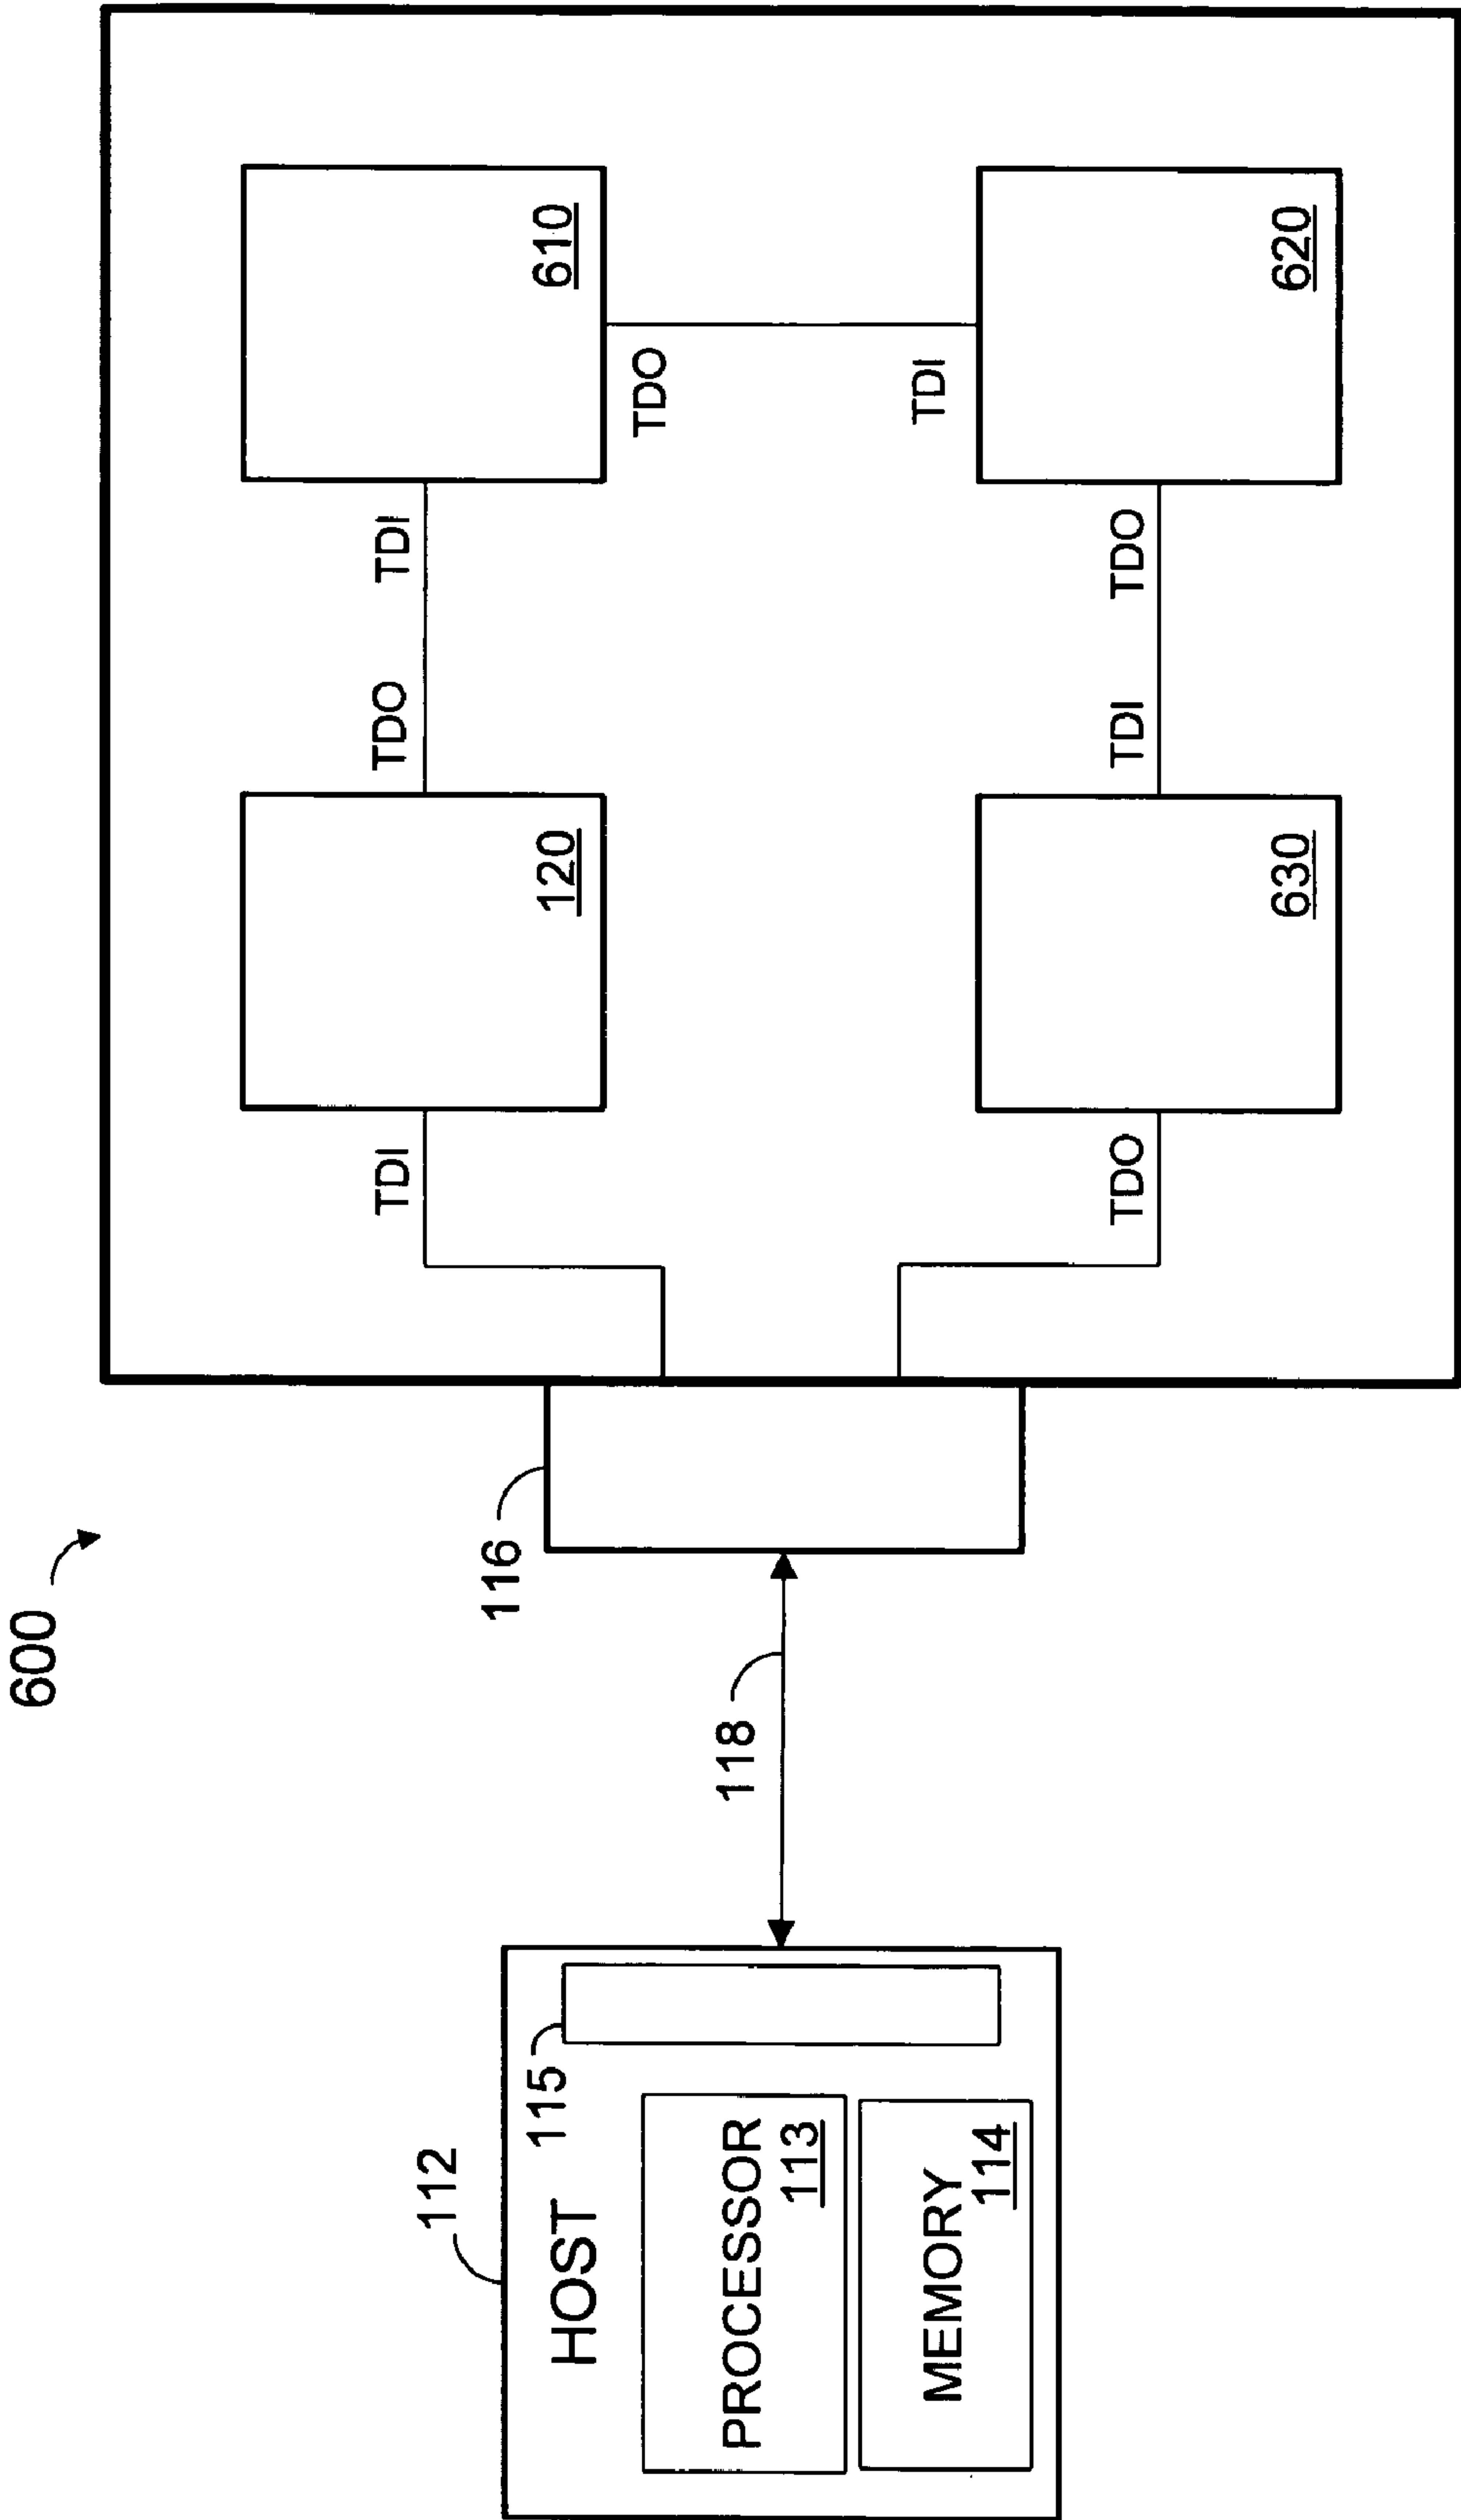 600
112
HOST
115
PROCESSOR
113
MEMORY
114
118
116
TDI
120
TDO
TDI
610
TDO
TDI
620
TDO
TDI
630
TDO